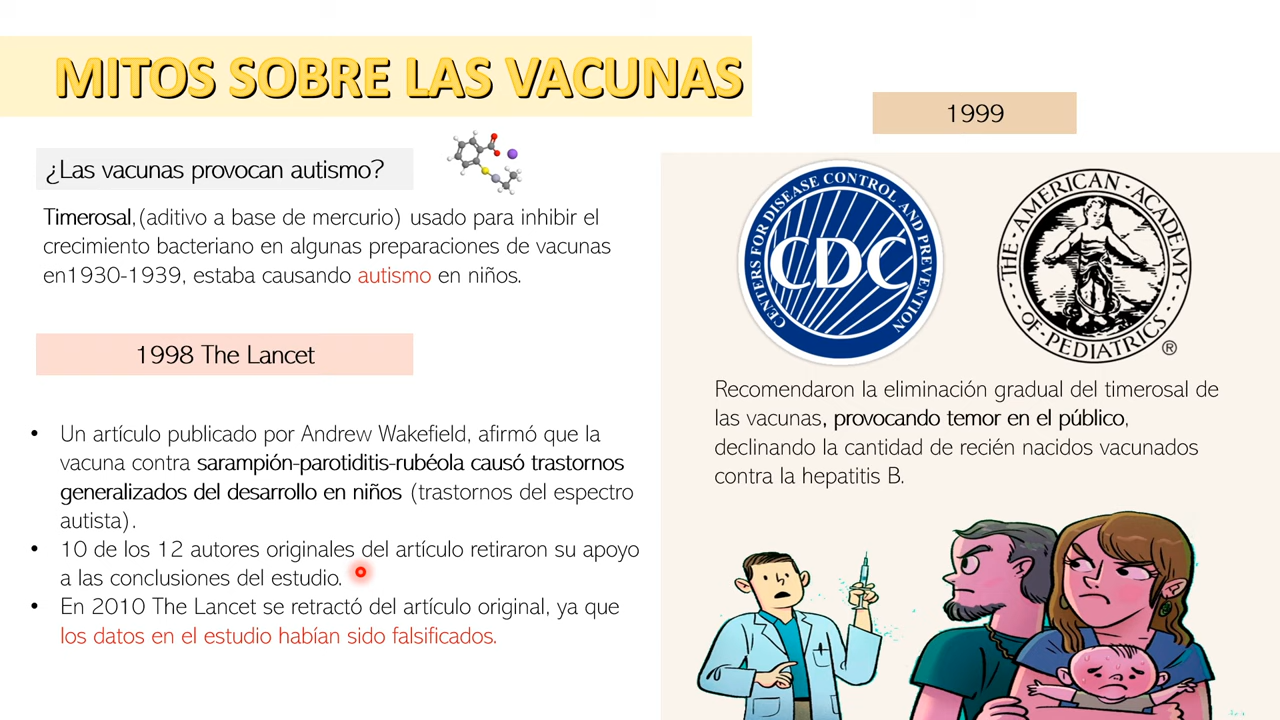 MITOS SOBRE LAS VACUNAS
¿Las vacunas provocan autismo?
Timerosal,(aditivo a base de mercurio) usado para inhibir el
crecimiento bacteriano en algunas preparaciones de vacunas
en1930-1939, estaba causando autismo en niños.
1998 The Lancet
• Un artículo publicado por Andrew Wakefield, afirmó que la
vacuna contra sarampión-parotiditis-rubéola causó trastornos
generalizados del desarrollo en niños (trastornos del espectro
autista).
• 10 de los 12 autores originales del artículo retiraron su apoyo
a las conclusiones del estudio.
• En 2010 The Lancet se retractó del artículo original, ya que
los datos en el estudio habían sido falsificados.
1999
CENTERS FOR DISEASE CONTROL AND PREVENTION
CDC
THE AMERICAN ACADEMY OF PEDIATRICS ®
Recomendaron la eliminación gradual del timerosal de
las vacunas, provocando temor en el público,
declinando la cantidad de recién nacidos vacunados
contra la hepatitis B.